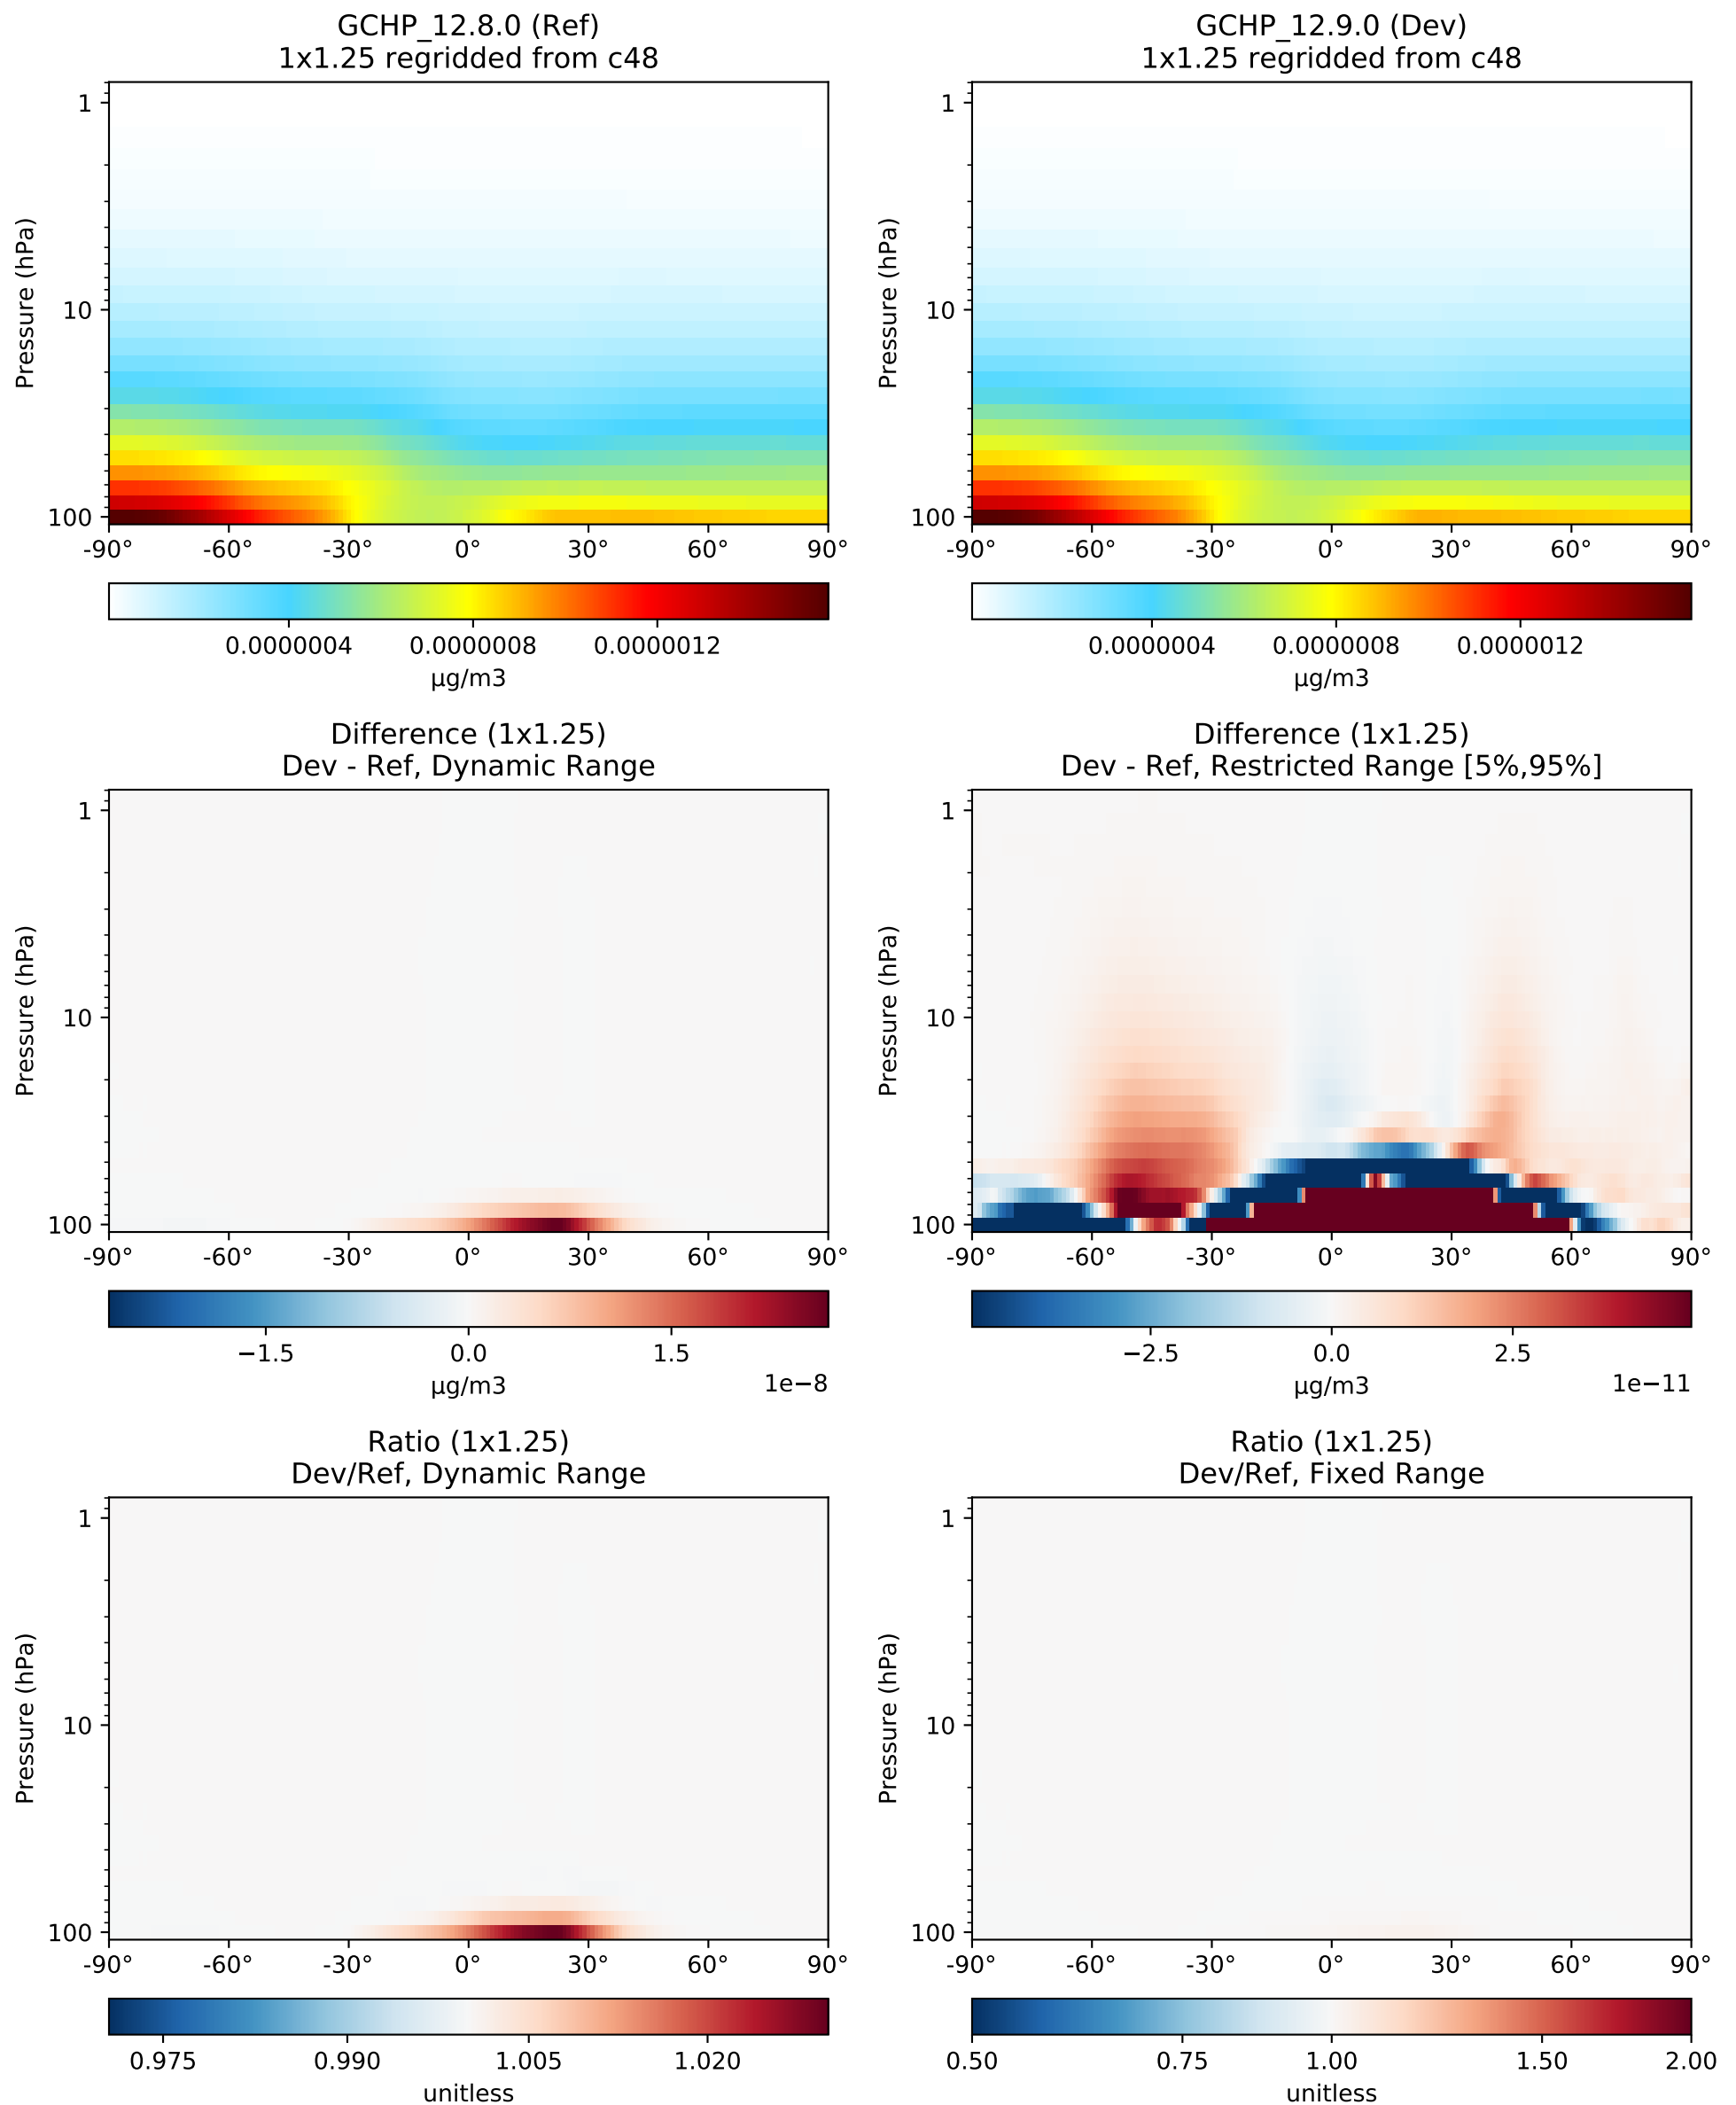 GCHP_12.8.0 (Ref)
1x1.25 regridded from c48
Pressure (hPa)
1
10
100
-90° -60° -30° 0° 30° 60° 90°
0.0000004 0.0000008 0.0000012
μg/m3
GCHP_12.9.0 (Dev)
1x1.25 regridded from c48
Pressure (hPa)
1
10
100
-90° -60° -30° 0° 30° 60° 90°
0.0000004 0.0000008 0.0000012
μg/m3
Difference (1x1.25)
Dev - Ref, Dynamic Range
Pressure (hPa)
1
10
100
-90° -60° -30° 0° 30° 60° 90°
−1.5 0.0 1.5
μg/m3 1e−8
Difference (1x1.25)
Dev - Ref, Restricted Range [5%,95%]
Pressure (hPa)
1
10
100
-90° -60° -30° 0° 30° 60° 90°
−2.5 0.0 2.5
μg/m3 1e−11
Ratio (1x1.25)
Dev/Ref, Dynamic Range
Pressure (hPa)
1
10
100
-90° -60° -30° 0° 30° 60° 90°
0.975 0.990 1.005 1.020
unitless
Ratio (1x1.25)
Dev/Ref, Fixed Range
Pressure (hPa)
1
10
100
-90° -60° -30° 0° 30° 60° 90°
0.50 0.75 1.00 1.50 2.00
unitless